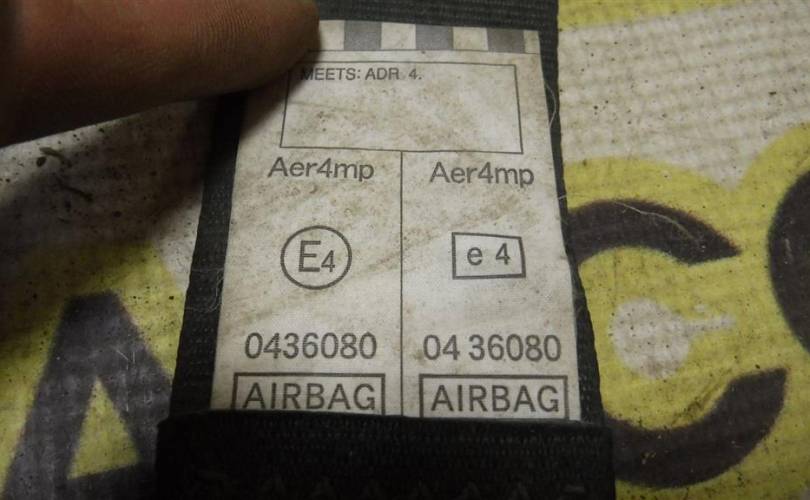 MEETS: ADR 4.
Aer4mp Aer4mp
E4 e 4
0436080 04 36080
AIRBAG AIRBAG